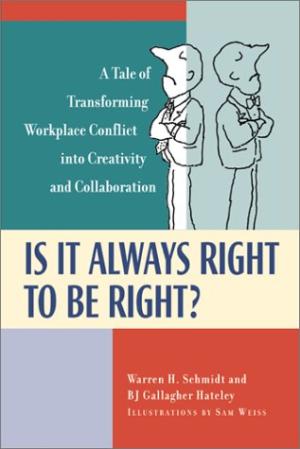 A Tale of
Transforming
Workplace Conflict
into Creativity
and Collaboration
IS IT ALWAYS RIGHT
TO BE RIGHT?
Warren H. Schmidt and
BJ Gallagher Hateley
Illustrations by Sam Weiss